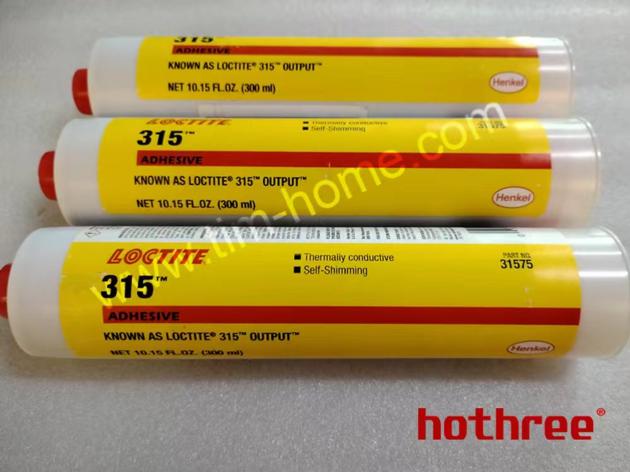 315™
ADHESIVE
KNOWN AS LOCTITE® 315™ OUTPUT™
NET 10.15 FL.OZ. (300 ml)
Henkel
LOCTITE
315™
ADHESIVE
■ Thermally conductive
■ Self-Shimming
31575
KNOWN AS LOCTITE® 315™ OUTPUT™
NET 10.15 FL.OZ. (300 ml)
Henkel
LOCTITE
315™
ADHESIVE
■ Thermally conductive
■ Self-Shimming
PART NO.
31575
KNOWN AS LOCTITE® 315™ OUTPUT™
NET 10.15 FL.OZ. (300 ml)
Henkel
www.tim-home.com
hothree®